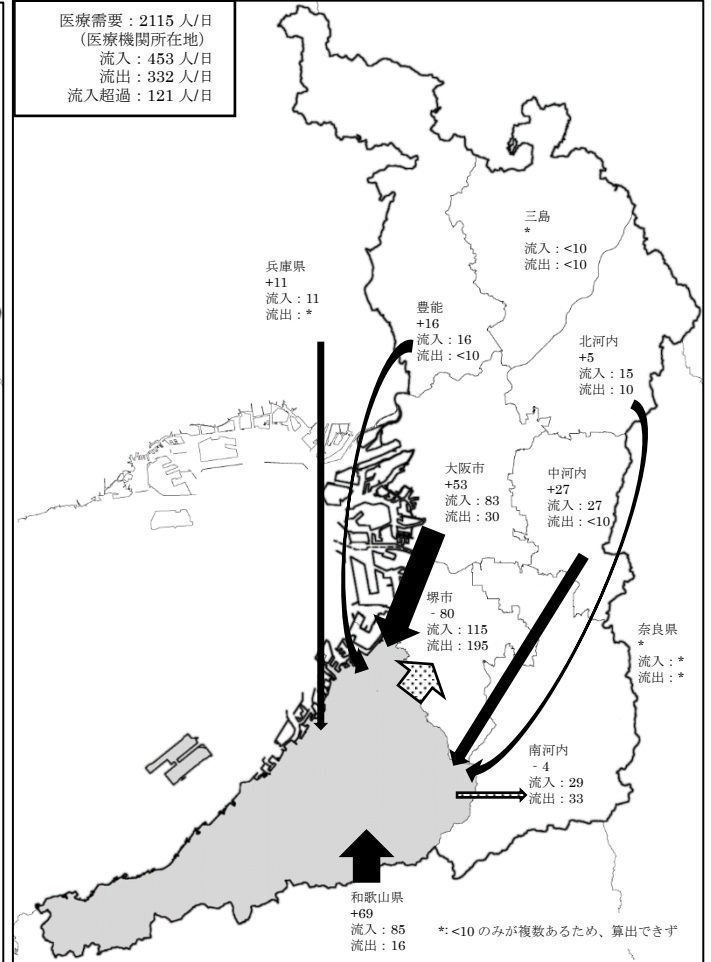 医療需要：2115 人/日
（医療機関所在地）
流入：453 人/日
流出：332 人/日
流入超過：121 人/日
三島
*
流入：<10
流出：<10
兵庫県
+11
流入：11
流出：*
豊能
+16
流入：16
流出：<10
北河内
+5
流入：15
流出：10
大阪市
+53
流入：83
流出：30
中河内
+27
流入：27
流出：<10
堺市
‐80
流入：115
流出：195
奈良県
*
流入：*
流出：*
南河内
‐4
流入：29
流出：33
和歌山県
+69
流入：85
流出：16
*: <10 のみが複数あるため、算出できず